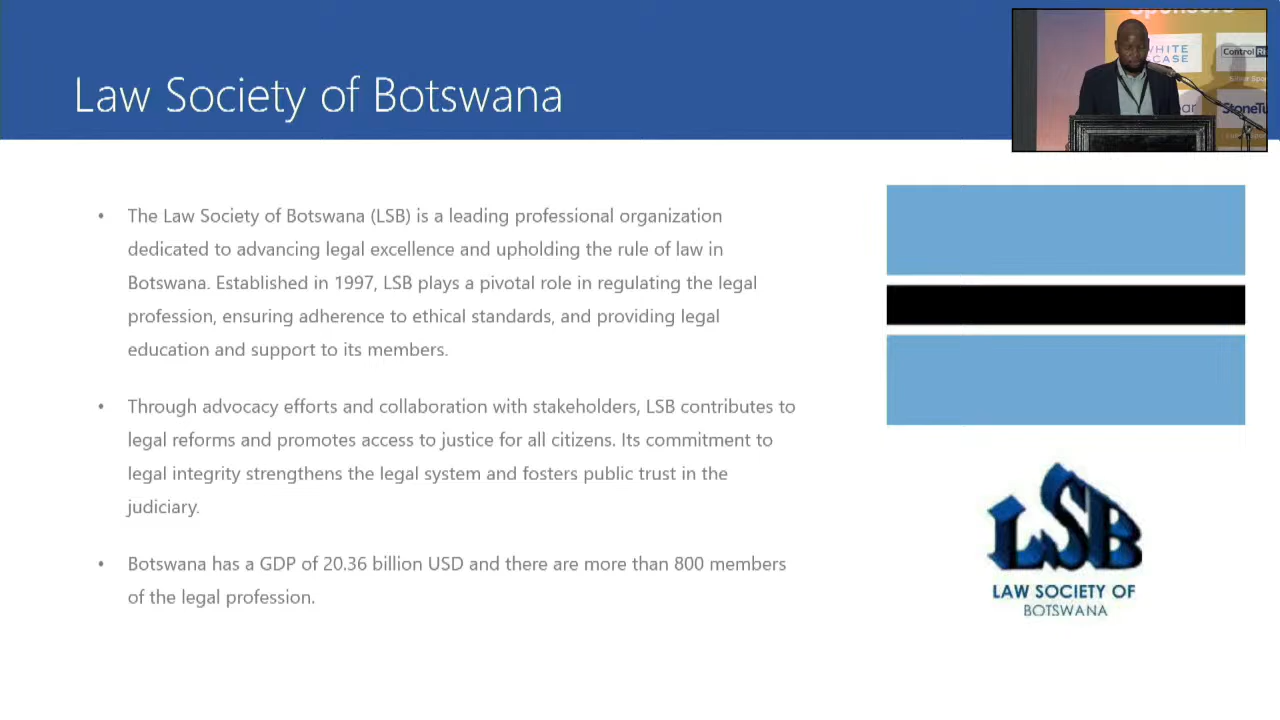 Law Society of Botswana
Sponsors
WHITE
& CASE
Control
StoneTu
• The Law Society of Botswana (LSB) is a leading professional organization
dedicated to advancing legal excellence and upholding the rule of law in
Botswana. Established in 1997, LSB plays a pivotal role in regulating the legal
profession, ensuring adherence to ethical standards, and providing legal
education and support to its members.
• Through advocacy efforts and collaboration with stakeholders, LSB contributes to
legal reforms and promotes access to justice for all citizens. Its commitment to
legal integrity strengthens the legal system and fosters public trust in the
judiciary.
• Botswana has a GDP of 20.36 billion USD and there are more than 800 members
of the legal profession.
LSB
LAW SOCIETY OF
BOTSWANA